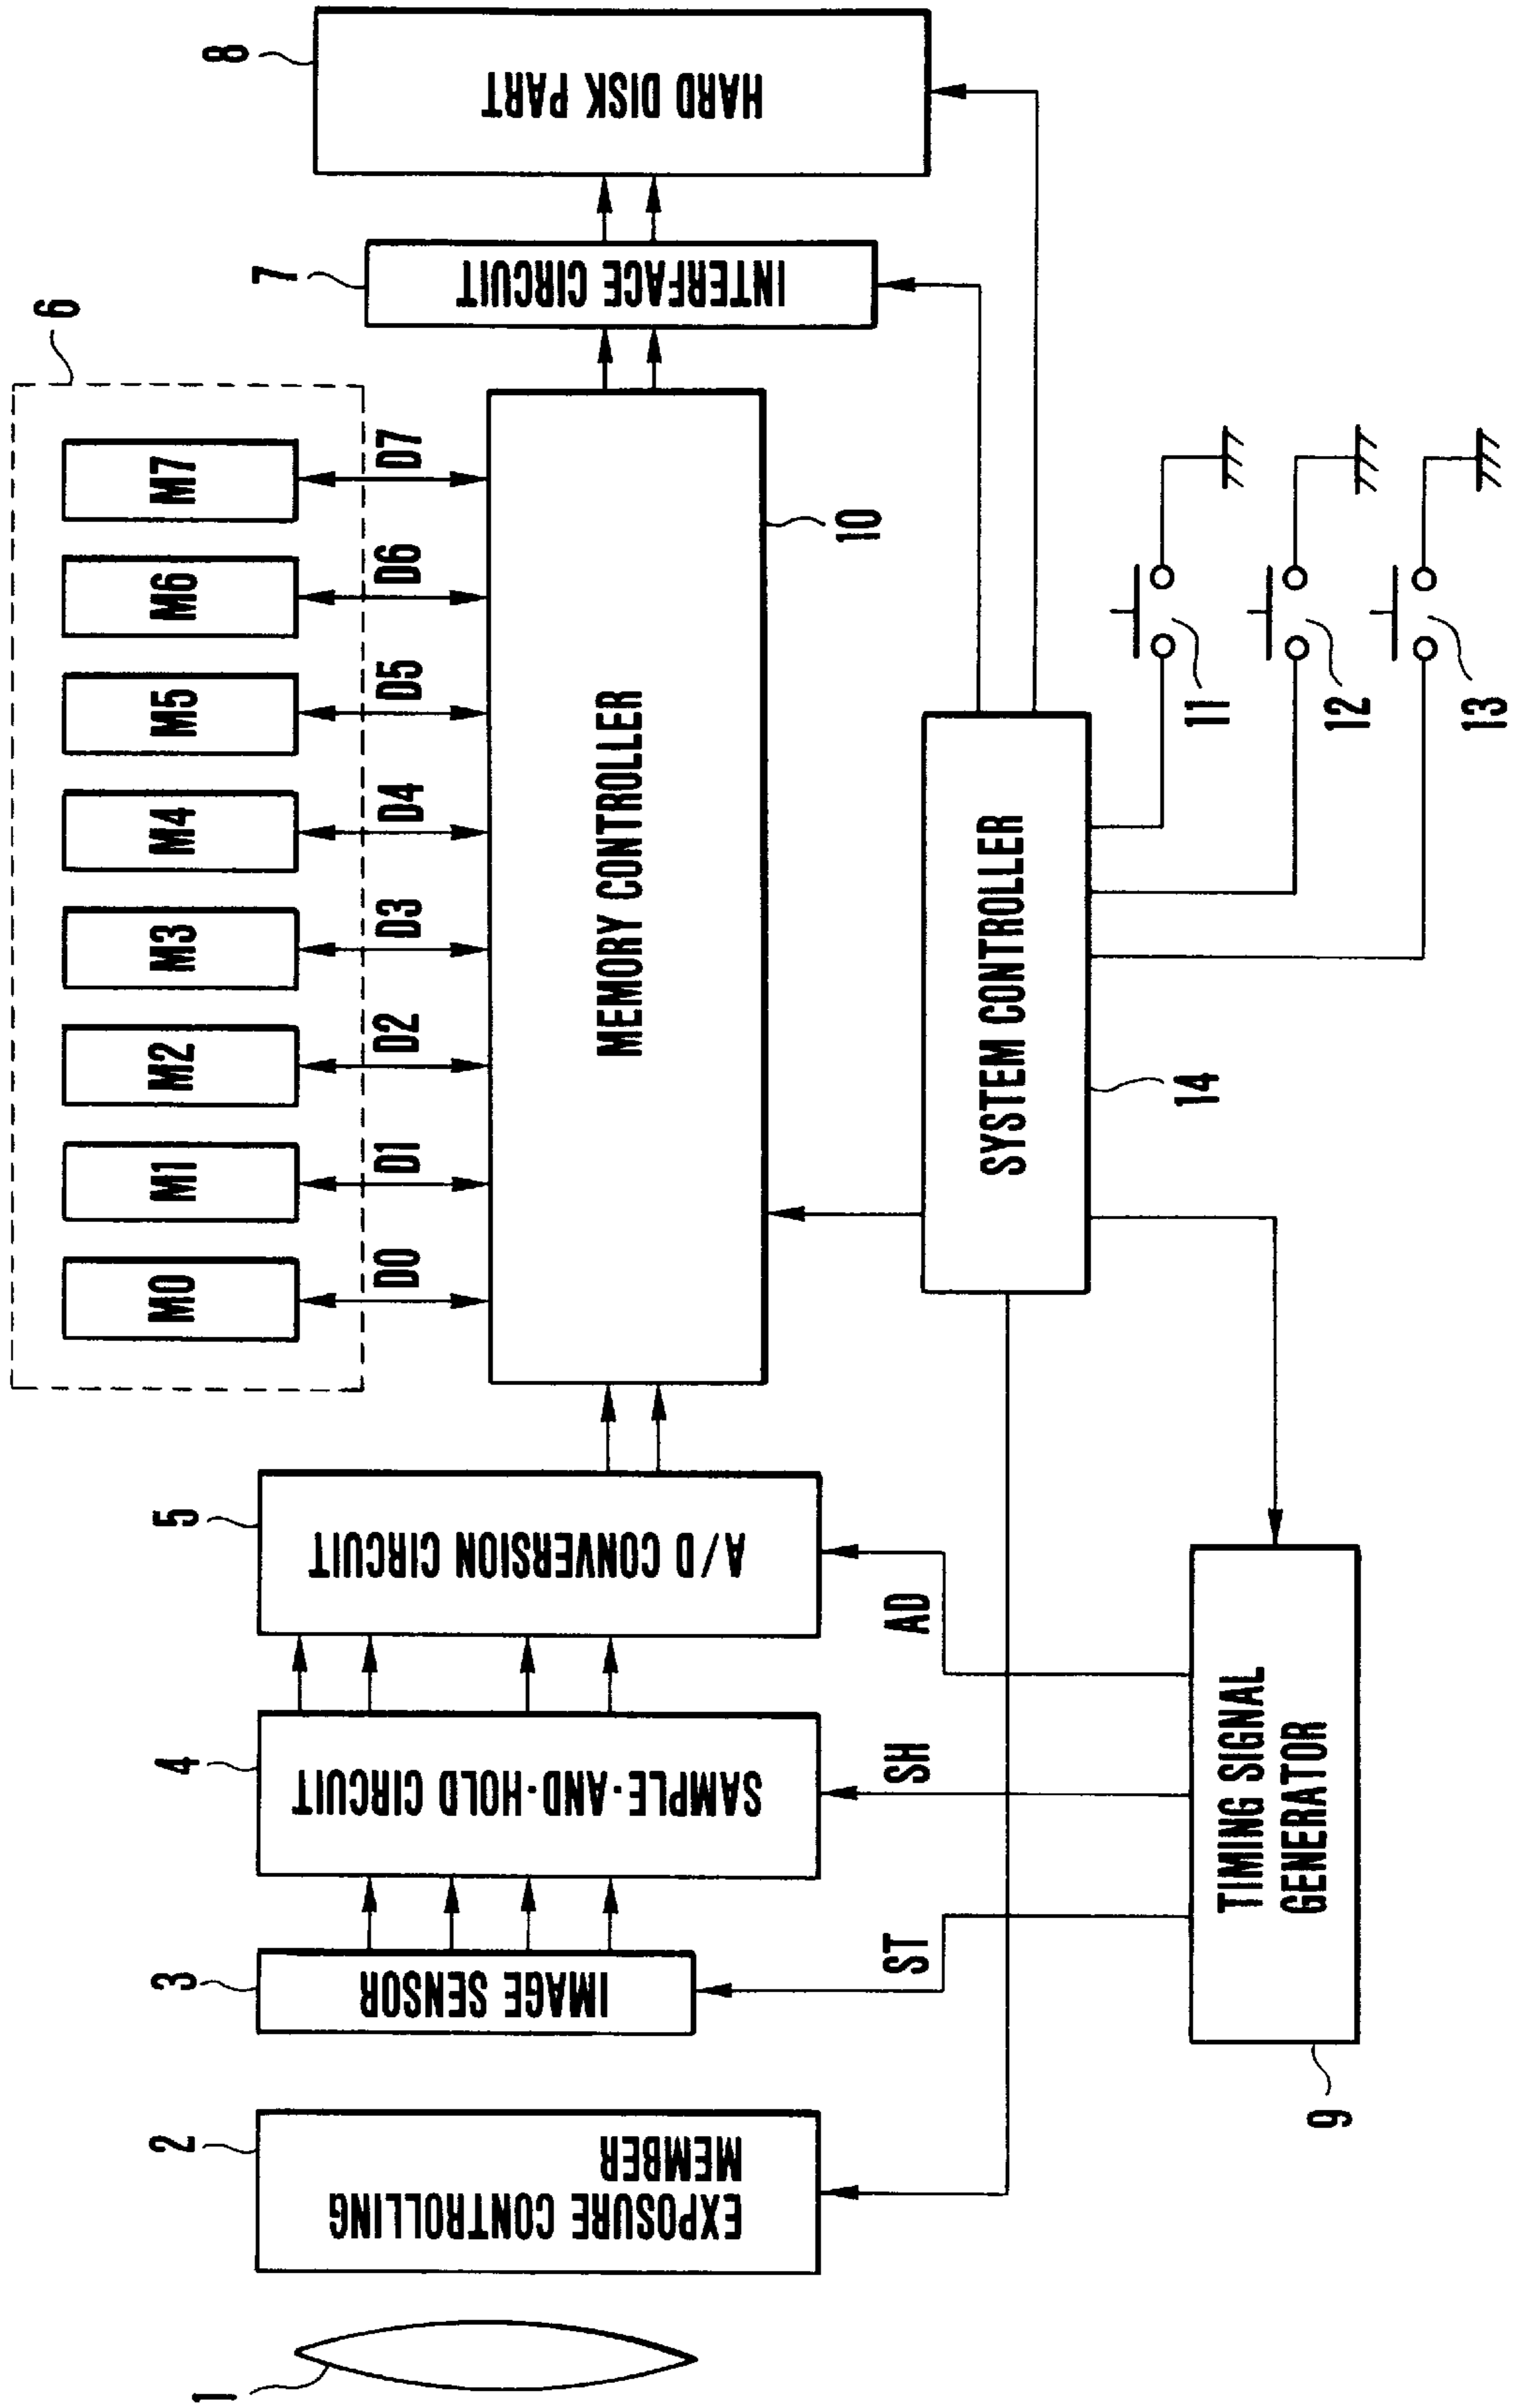 6
M0
M1
M2
M3
M4
M5
M6
M7
D0
D1
D2
D3
D4
D5
D6
D7
1
2
3
4
5
7
8
EXPOSURE CONTROLLING
MEMBER
IMAGE SENSOR
SAMPLE-AND-HOLD CIRCUIT
A/D CONVERSION CIRCUIT
MEMORY CONTROLLER
INTERFACE CIRCUIT
HARD DISK PART
10
ST
SH
AD
SYSTEM CONTROLLER
14
11
12
13
TIMING SIGNAL
GENERATOR
9